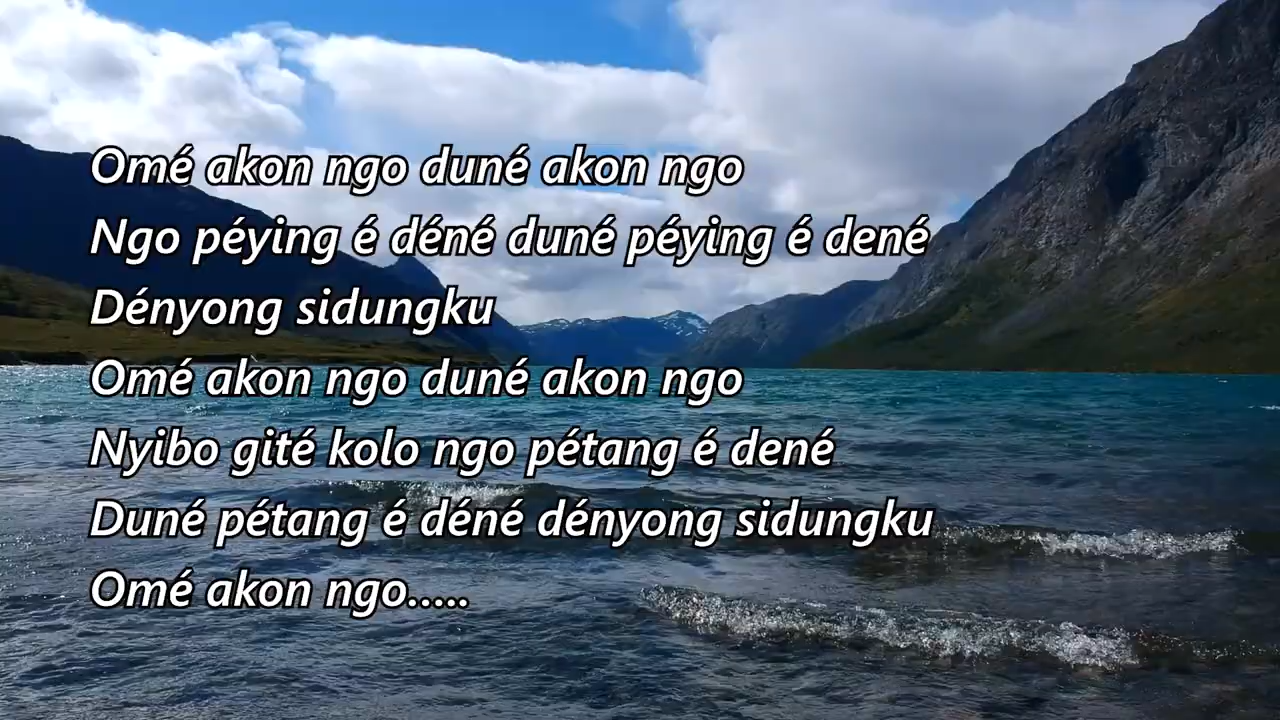 Omé akon ngo duné akon ngo
Ngo péying é déné duné péying é dené
Dényong sidungku
Omé akon ngo duné akon ngo
Nyibo gité kolo ngo pétang é dené
Duné pétang é déné dényong sidungku
Omé akon ngo.....